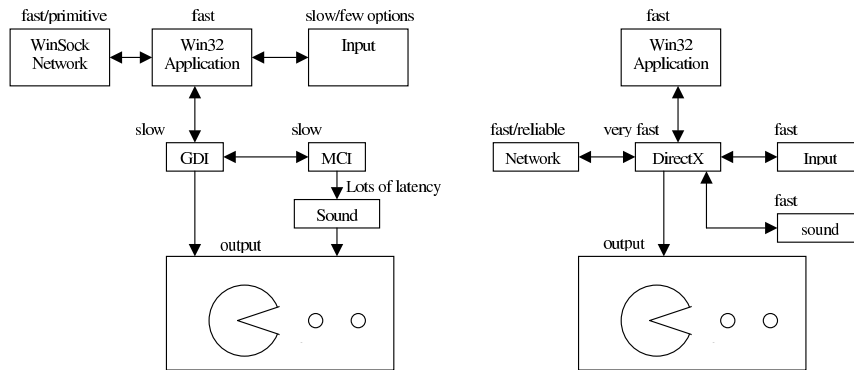 fast/primitive
fast
slow/few options
WinSock
Network
Win32
Application
Input
slow
slow
GDI
MCI
Lots of latency
Sound
output
fast
Win32
Application
fast/reliable
very fast
fast
Network
DirectX
Input
fast
sound
output